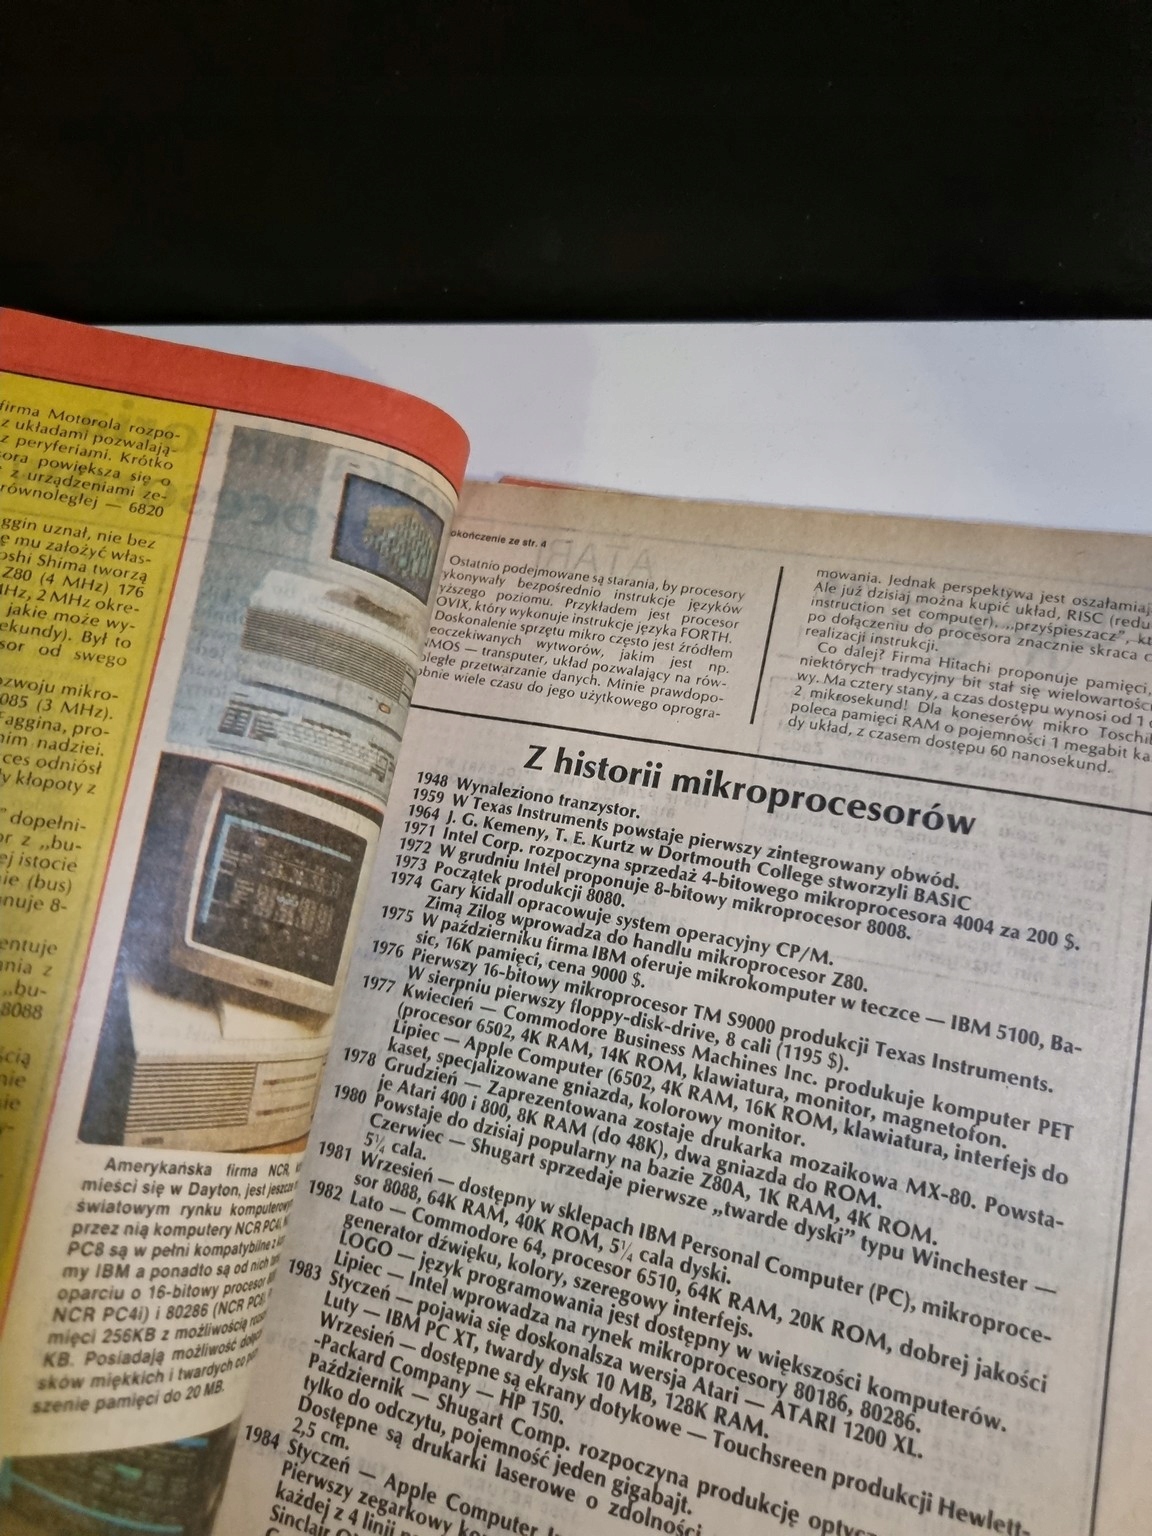 firma Motorola rozpo-
z układami pozwalają-
z peryferiami. Krótko
powiększa się o
z urządzeniami ze-
równoległej — 6820
uznał, nie bez
mu założyć włas-
Shima tworzą
Z80 (4 MHz) 176
2 MHz okre-
jakie może wy-
Był to
od swego
mikro-
(3 MHz).
pro-
nadziei.
odniósł
kłopoty z
dopełni-
z „bu-
istocie
(bus)
8-
z
„bu-
8088
Amerykańska firma NCR,
mieści się w Dayton, jest jeszcze
światowym rynku
przez nią komputery NCR
PC8 są w pełni kompatybilne z
my IBM a ponadto są od nich
oparciu o 16-bitowy procesor
NCR PC4i) i 80286 (NCR
mięci 256KB z możliwością
KB. Posiadają możliwość
sków miękkich i twardych
szenie pamięci do 20 MB.
okończenie ze str. 4
Ostatnio podejmowane są starania, by procesory
ykonywały bezpośrednio instrukcje języków
yższego poziomu. Przykładem jest procesor
OVIX, który wykonuje instrukcje języka FORTH.
Doskonalenie sprzętu mikro często jest źródłem
eoczekiwanych wytworów, jakim jest np.
MOS — transputer, układ pozwalający na rów-
oległe przetwarzanie danych. Minie prawdopo-
obnie wiele czasu do jego użytkowego oprogra-
mowania. Jednak perspektywa jest
Ale już dzisiaj można kupić układ, RISC (redu
instruction set computer), „przyśpieszacz”,
po dołączeniu do procesora znacznie skraca
realizacji instrukcji.
Co dalej? Firma Hitachi proponuje pamięci,
niektórych tradycyjny bit stał się
wy. Ma cztery stany, a czas dostępu wynosi od 1
2 mikrosekund! Dla koneserów mikro
poleca pamięci RAM o pojemności 1 megabit
dy układ, z czasem dostępu 60 nanosekund.
Z historii mikroprocesorów
1948 Wynaleziono tranzystor.
1959 W Texas Instruments powstaje pierwszy zintegrowany obwód.
1964 J. G. Kemeny, T. E. Kurtz w Dortmouth College stworzyli BASIC
1971 Intel Corp. rozpoczyna sprzedaż 4-bitowego mikroprocesora 4004 za 200 $.
1972 W grudniu Intel proponuje 8-bitowy mikroprocesor 8008.
1973 Początek produkcji 8080.
1974 Gary Kidall opracowuje system operacyjny CP/M.
Zimą Zilog wprowadza do handlu mikroprocesor Z80.
1975 W październiku firma IBM oferuje mikrokomputer w teczce — IBM 5100, Ba-
sic, 16K pamięci, cena 9000 $.
1976 Pierwszy 16-bitowy mikroprocesor TM S9000 produkcji Texas Instruments.
W sierpniu pierwszy floppy-disk-drive, 8 cali (1195 $).
1977 Kwiecień — Commodore Business Machines Inc. produkuje komputer PET
(procesor 6502, 4K RAM, 14K ROM, klawiatura, monitor, magnetofon.
Lipiec — Apple Computer (6502, 4K RAM, 16K ROM, klawiatura, interfejs do
kaset, specjalizowane gniazda, kolorowy monitor.
1978 Grudzień — Zaprezentowana zostaje drukarka mozaikowa MX-80. Powsta-
je Atari 400 i 800, 8K RAM (do 48K), dwa gniazda do ROM.
1980 Powstaje do dzisiaj popularny na bazie Z80A, 1K RAM, 4K ROM.
Czerwiec — Shugart sprzedaje pierwsze „twarde dyski” typu Winchester —
5¼ cala.
1981 Wrzesień — dostępny w sklepach IBM Personal Computer (PC), mikroproce-
sor 8088, 64K RAM, 40K ROM, 5¼ cala dyski.
1982 Lato — Commodore 64, procesor 6510, 64K RAM, 20K ROM, dobrej jakości
generator dźwięku, kolory, szeregowy interfejs.
LOGO — język programowania jest dostępny w większości komputerów.
Lipiec — Intel wprowadza na rynek mikroprocesory 80186, 80286.
1983 Styczeń — pojawia się doskonalsza wersja Atari — ATARI 1200 XL.
Luty — IBM PC XT, twardy dysk 10 MB, 128K RAM.
Wrzesień — dostępne są ekrany dotykowe — Touchsreen produkcji Hewlett-
-Packard Company — HP 150.
Październik — Shugart Comp. rozpoczyna produkcję
tylko do odczytu, pojemność jeden gigabajt.
Dostępne są drukarki laserowe o zdolności
2,5 cm.
1984 Styczeń — Apple Computer
Pierwszy zegarkowy
każdej z 4 linii
Sinclair